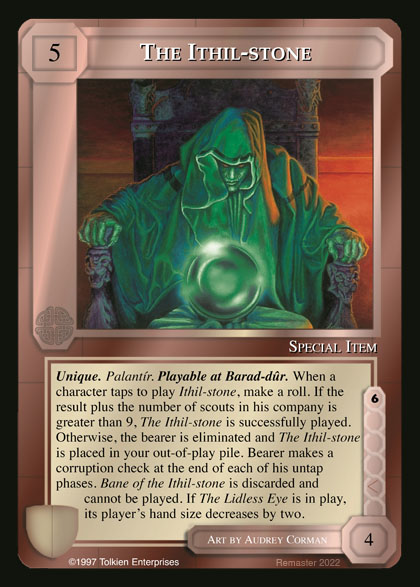 5
The Ithil-stone
Special Item
Unique. Palantír. Playable at Barad-dûr. When a
character taps to play Ithil-stone, make a roll. If the
result plus the number of scouts in his company is
greater than 9, The Ithil-stone is successfully played.
Otherwise, the bearer is eliminated and The Ithil-stone
is placed in your out-of-play pile. Bearer makes a
corruption check at the end of each of his untap
phases. Bane of the Ithil-stone is discarded and
cannot be played. If The Lidless Eye is in play,
its player's hand size decreases by two.
6
Art by Audrey Corman
4
©1997 Tolkien Enterprises
Remaster 2022